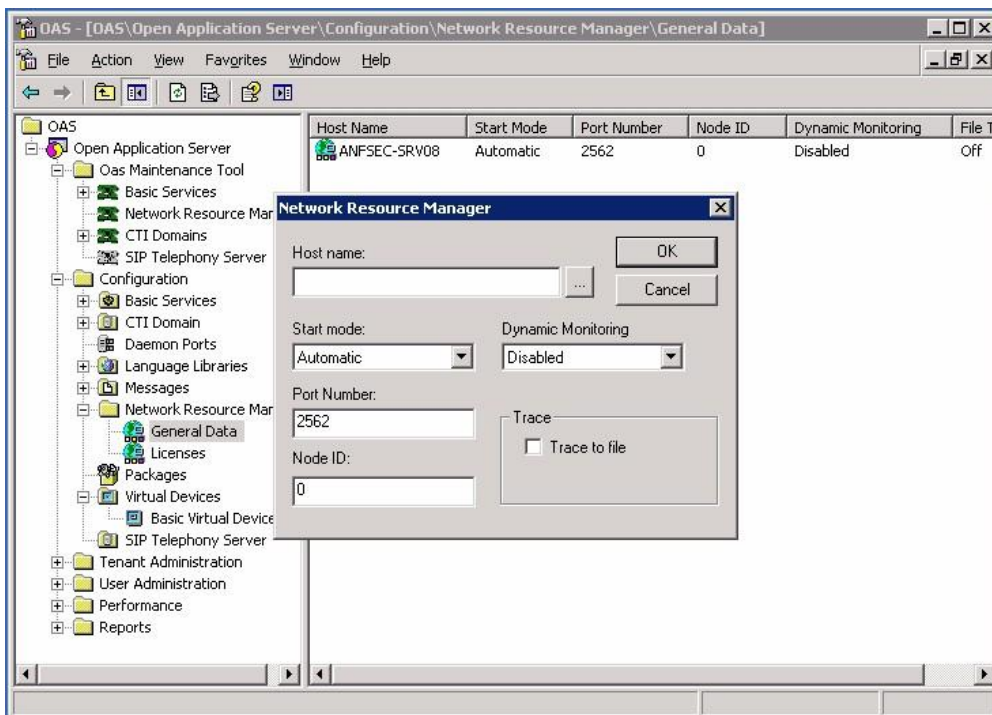 OAS - [OAS\Open Application Server\Configuration\Network Resource Manager\General Data]
File Action View Favorites Window Help
OAS
Open Application Server
Oas Maintenance Tool
Basic Services
Network Resource Mar
CTI Domains
SIP Telephony Server
Configuration
Basic Services
CTI Domain
Daemon Ports
Language Libraries
Messages
Network Resource Mar
General Data
Licenses
Packages
Virtual Devices
Basic Virtual Device
SIP Telephony Server
Tenant Administration
User Administration
Performance
Reports
Host Name Start Mode Port Number Node ID Dynamic Monitoring File T
ANFSEC-SRV08 Automatic 2562 0 Disabled Off
Network Resource Manager
Host name:
...
OK
Cancel
Start mode:
Automatic
Dynamic Monitoring
Disabled
Port Number:
2562
Node ID:
0
Trace
Trace to file